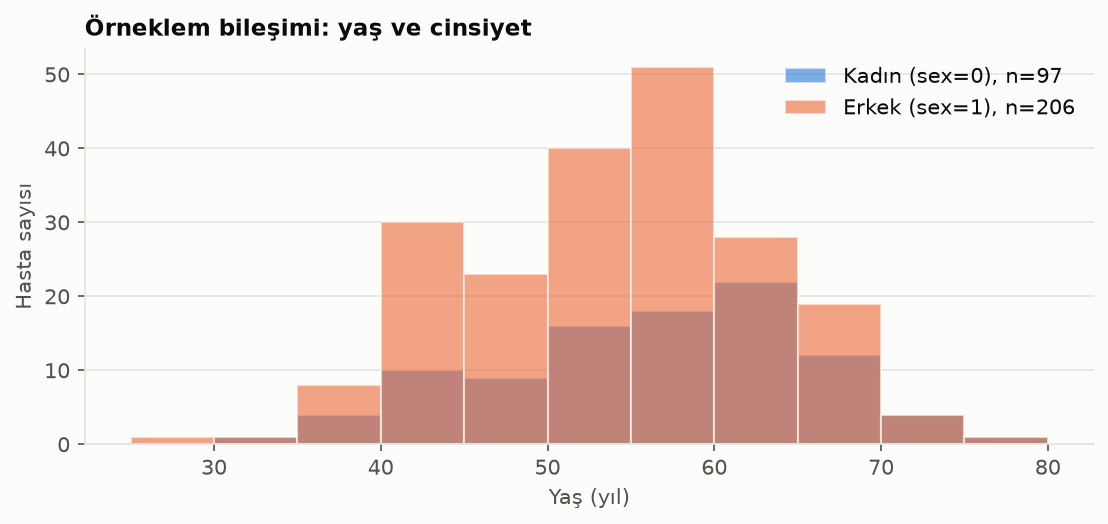 Örneklem bileşimi: yaş ve cinsiyet
Kadın (sex=0), n=97
Erkek (sex=1), n=206
Hasta sayısı
50
40
30
20
10
0
30 40 50 60 70 80
Yaş (yıl)